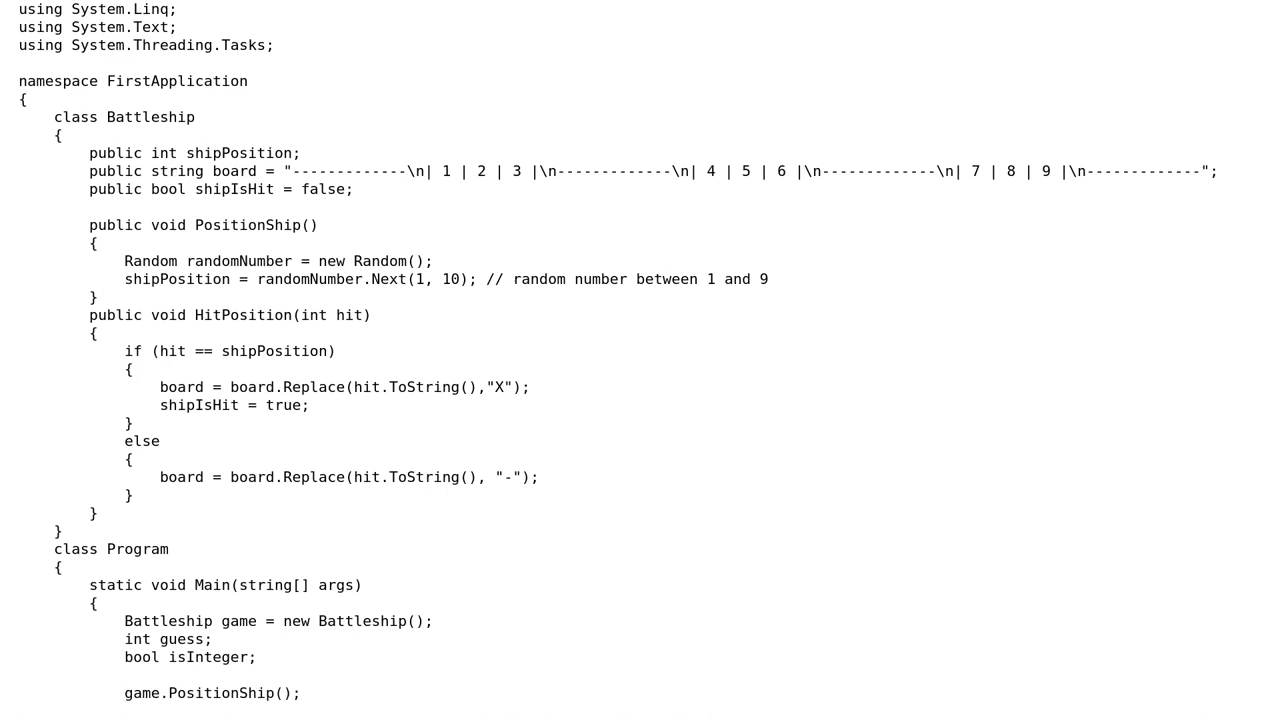 using System.Linq;
using System.Text;
using System.Threading.Tasks;

namespace FirstApplication
{
    class Battleship
    {
        public int shipPosition;
        public string board = "-------------\n| 1 | 2 | 3 |\n-------------\n| 4 | 5 | 6 |\n-------------\n| 7 | 8 | 9 |\n-------------";
        public bool shipIsHit = false;

        public void PositionShip()
        {
            Random randomNumber = new Random();
            shipPosition = randomNumber.Next(1, 10); // random number between 1 and 9
        }
        public void HitPosition(int hit)
        {
            if (hit == shipPosition)
            {
                board = board.Replace(hit.ToString(),"X");
                shipIsHit = true;
            }
            else
            {
                board = board.Replace(hit.ToString(), "-");
            }
        }
    }
    class Program
    {
        static void Main(string[] args)
        {
            Battleship game = new Battleship();
            int guess;
            bool isInteger;

            game.PositionShip();